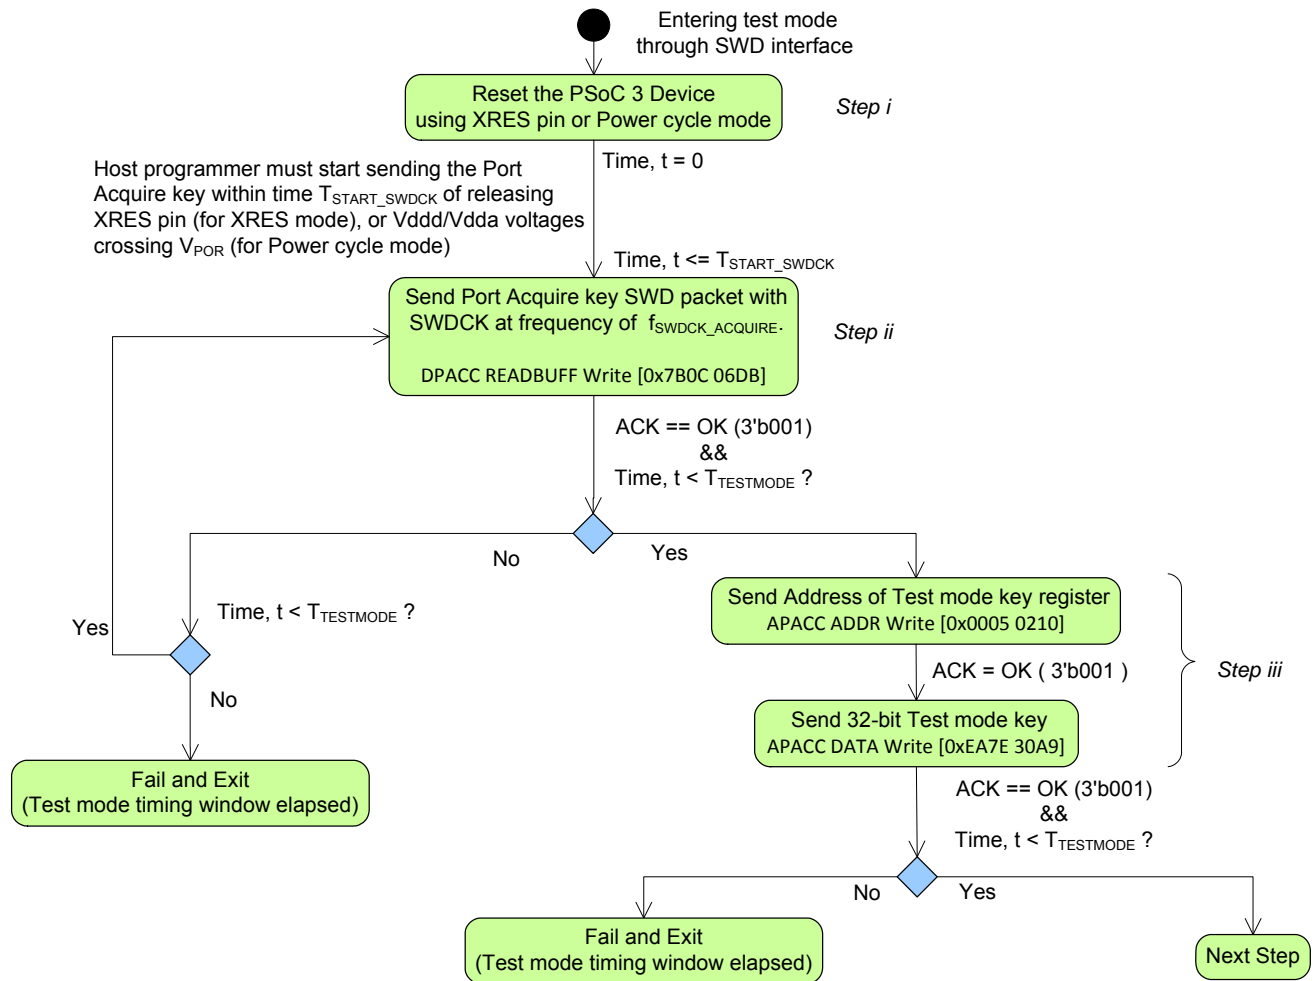 Entering test mode
through SWD interface
Reset the PSoC 3 Device
using XRES pin or Power cycle mode
Step i
Time, t = 0
Host programmer must start sending the Port
Acquire key within time TSTART_SWDCK of releasing
XRES pin (for XRES mode), or Vddd/Vdda voltages
crossing VPOR (for Power cycle mode)
Time, t <= TSTART_SWDCK
Send Port Acquire key SWD packet with
SWDCK at frequency of fSWDCK_ACQUIRE.
DPACC READBUFF Write [0x7B0C 06DB]
Step ii
ACK == OK (3'b001)
&&
Time, t < TTESTMODE ?
No
Yes
Time, t < TTESTMODE ?
Yes
No
Fail and Exit
(Test mode timing window elapsed)
Send Address of Test mode key register
APACC ADDR Write [0x0005 0210]
ACK = OK ( 3'b001 )
Step iii
Send 32-bit Test mode key
APACC DATA Write [0xEA7E 30A9]
ACK == OK (3'b001)
&&
Time, t < TTESTMODE ?
No
Yes
Fail and Exit
(Test mode timing window elapsed)
Next Step